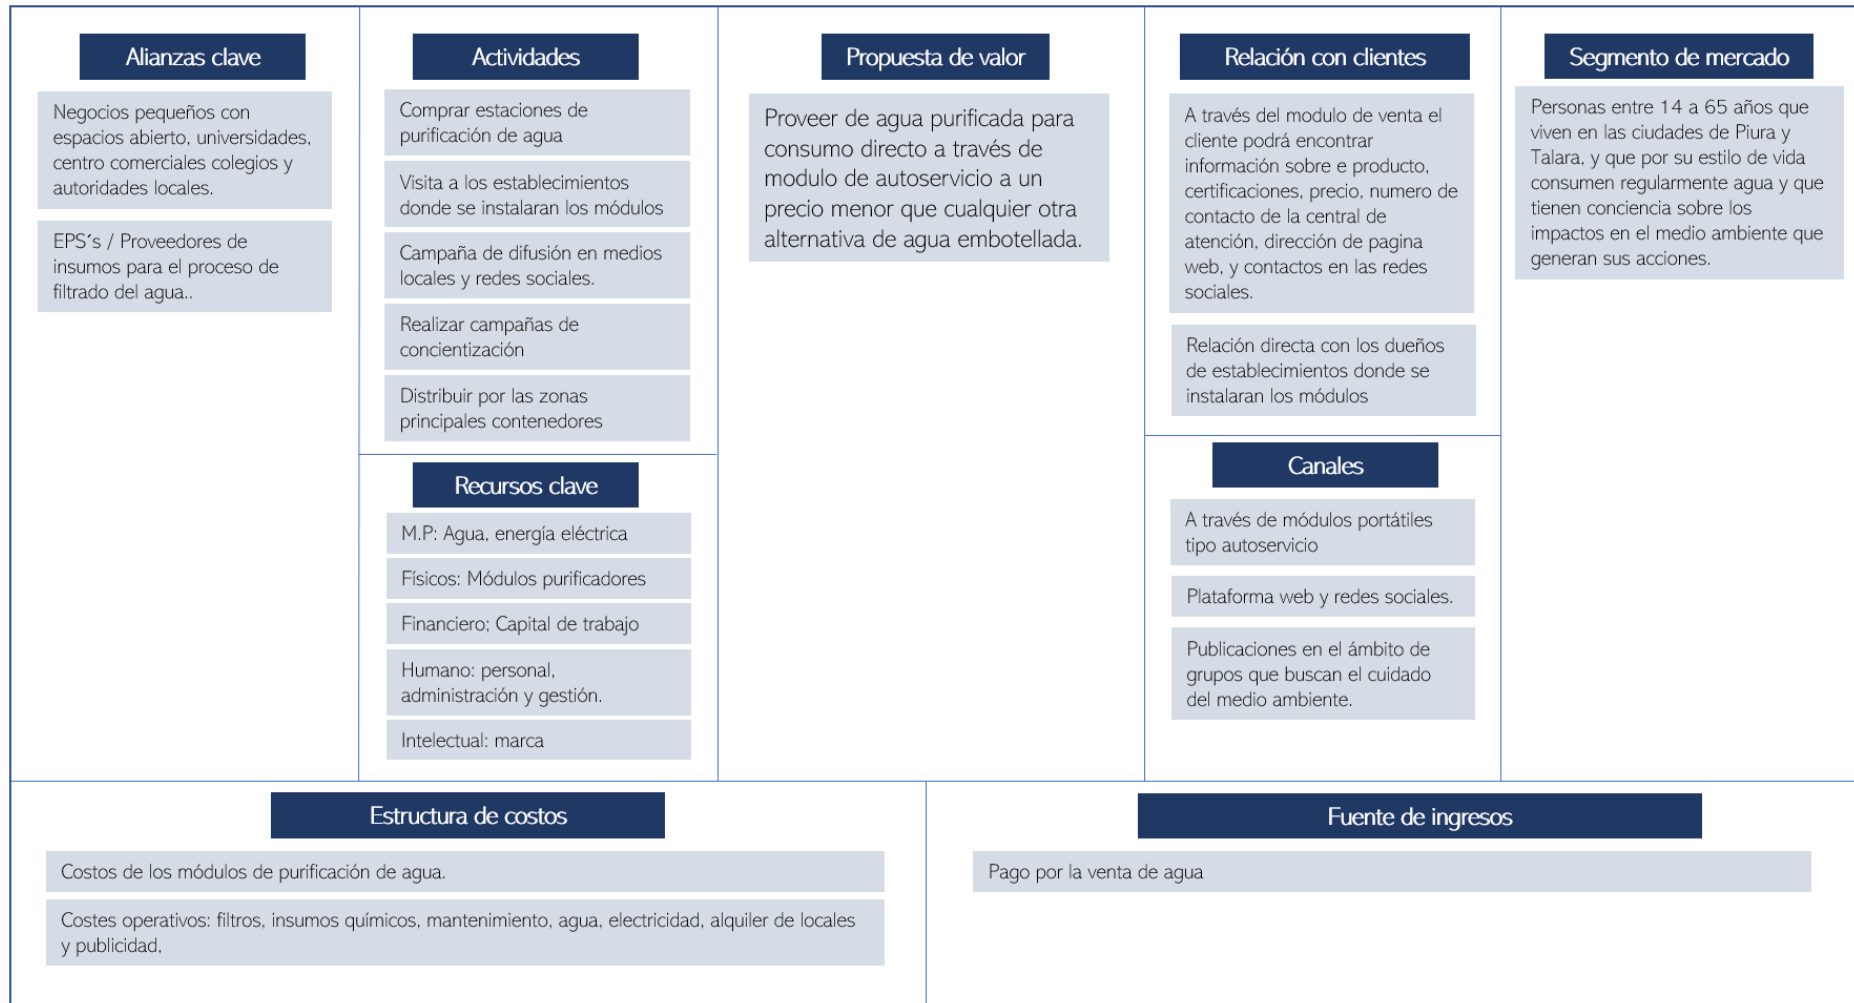 Alianzas clave
Negocios pequeños con
espacios abierto, universidades,
centro comerciales colegios y
autoridades locales.
EPS´s / Proveedores de
insumos para el proceso de
filtrado del agua..
Actividades
Comprar estaciones de
purificación de agua
Visita a los establecimientos
donde se instalaran los módulos
Campaña de difusión en medios
locales y redes sociales.
Realizar campañas de
concientización
Distribuir por las zonas
principales contenedores
Recursos clave
M.P: Agua, energía eléctrica
Físicos: Módulos purificadores
Financiero; Capital de trabajo
Humano: personal,
administración y gestión.
Intelectual: marca
Propuesta de valor
Proveer de agua purificada para
consumo directo a través de
modulo de autoservicio a un
precio menor que cualquier otra
alternativa de agua embotellada.
Relación con clientes
A través del modulo de venta el
cliente podrá encontrar
información sobre e producto,
certificaciones, precio, numero de
contacto de la central de
atención, dirección de pagina
web, y contactos en las redes
sociales.
Relación directa con los dueños
de establecimientos donde se
instalaran los módulos
Canales
A través de módulos portátiles
tipo autoservicio
Plataforma web y redes sociales.
Publicaciones en el ámbito de
grupos que buscan el cuidado
del medio ambiente.
Segmento de mercado
Personas entre 14 a 65 años que
viven en las ciudades de Piura y
Talara, y que por su estilo de vida
consumen regularmente agua y que
tienen conciencia sobre los
impactos en el medio ambiente que
generan sus acciones.
Estructura de costos
Costos de los módulos de purificación de agua.
Costes operativos: filtros, insumos químicos, mantenimiento, agua, electricidad, alquiler de locales
y publicidad,
Fuente de ingresos
Pago por la venta de agua